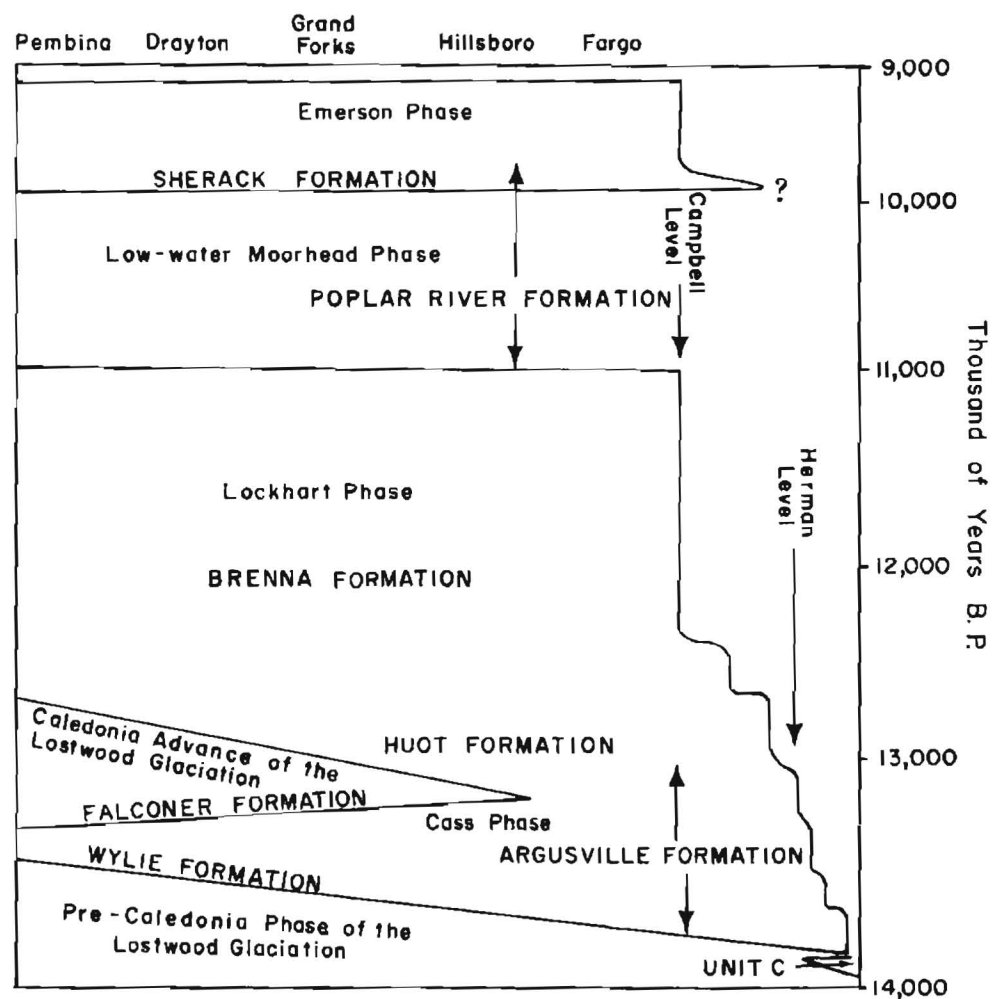 Pembina Drayton Grand Forks Hillsboro Fargo
9,000
Emerson Phase
SHERACK FORMATION
?
10,000
Campbell
Level
Low-water Moorhead Phase
POPLAR RIVER FORMATION
11,000
Thousand of Years B.P.
Herman
Level
Lockhart Phase
12,000
BRENNA FORMATION
Caledonia Advance of the
Lostwood Glaciation
HUOT FORMATION
13,000
FALCONER FORMATION
Cass Phase
WYLIE FORMATION
ARGUSVILLE FORMATION
Pre-Caledonia Phase of the
Lostwood Glaciation
UNIT C
14,000